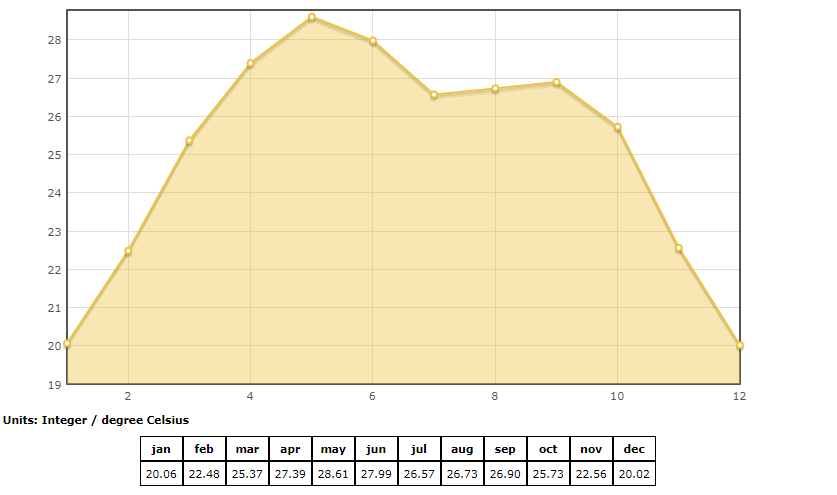 28
27
26
25
24
23
22
21
20
19
2 4 6 8 10 12
Units: Integer / degree Celsius
jan feb mar apr may jun jul aug sep oct nov dec
20.06 22.48 25.37 27.39 28.61 27.99 26.57 26.73 26.90 25.73 22.56 20.02